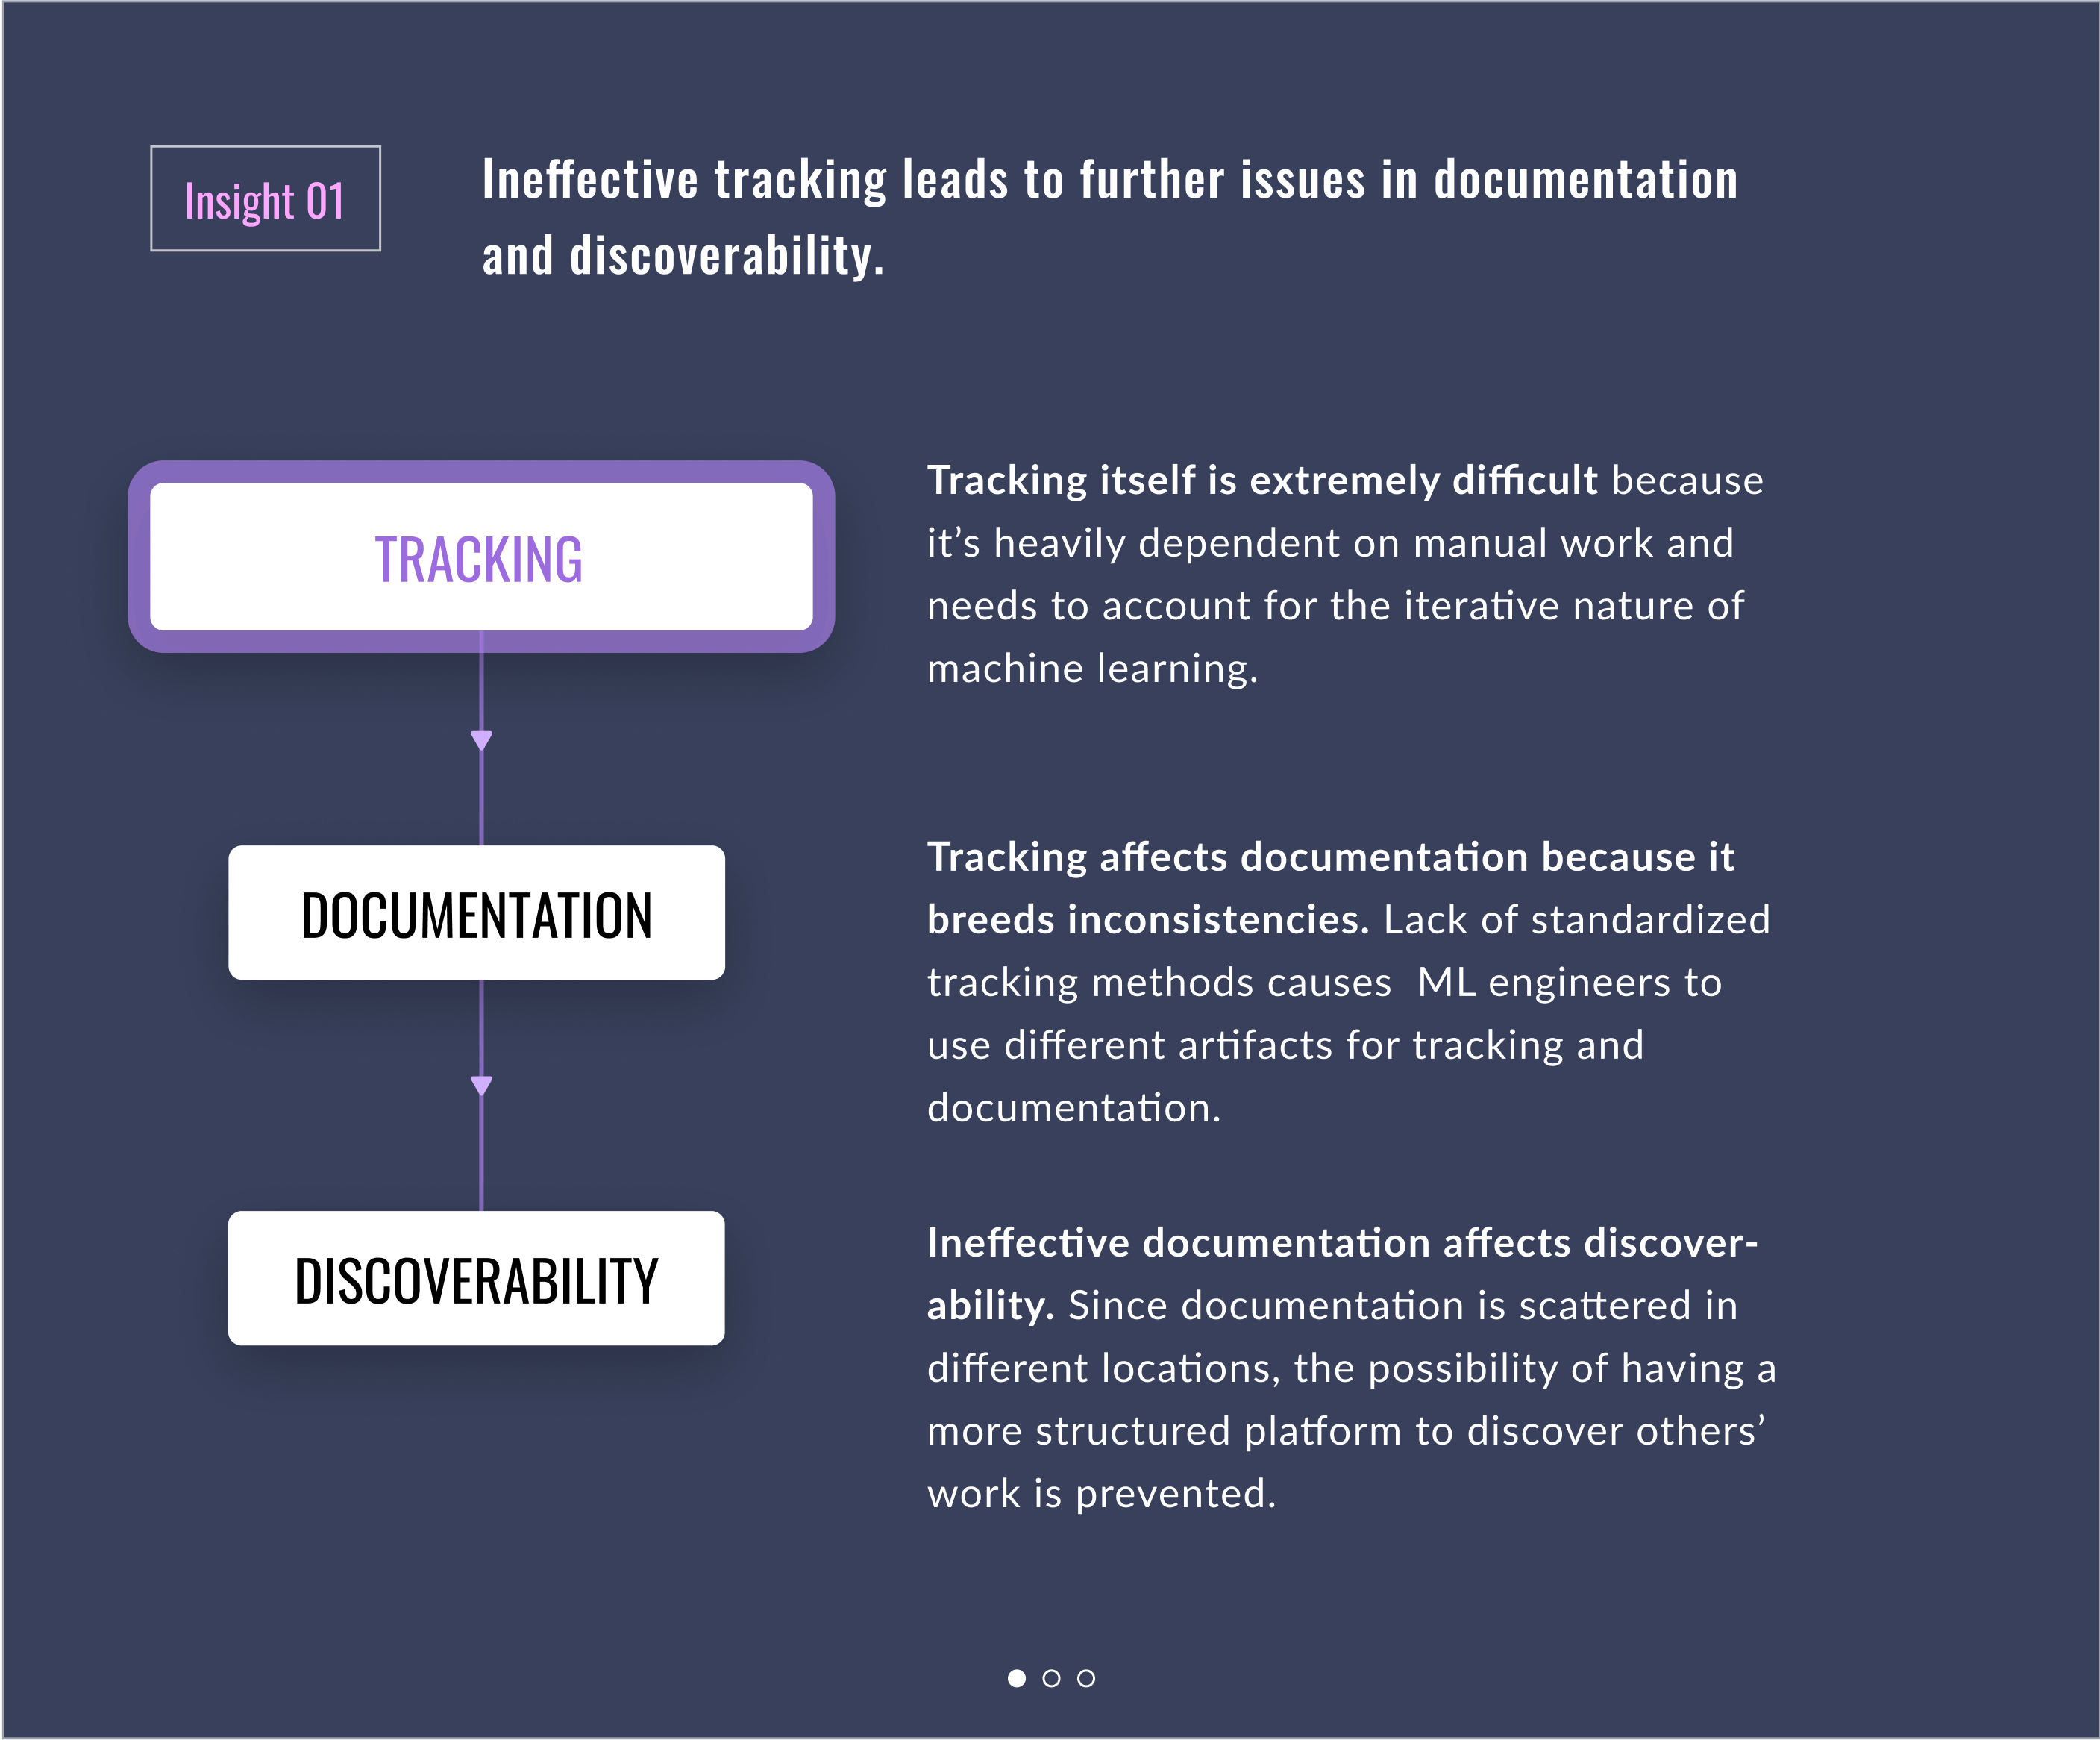 Insight 01
Ineffective tracking leads to further issues in documentation
and discoverability.
TRACKING
Tracking itself is extremely difficult because
it’s heavily dependent on manual work and
needs to account for the iterative nature of
machine learning.
DOCUMENTATION
Tracking affects documentation because it
breeds inconsistencies. Lack of standardized
tracking methods causes  ML engineers to
use different artifacts for tracking and
documentation.
DISCOVERABILITY
Ineffective documentation affects discover-
ability. Since documentation is scattered in
different locations, the possibility of having a
more structured platform to discover others’
work is prevented.